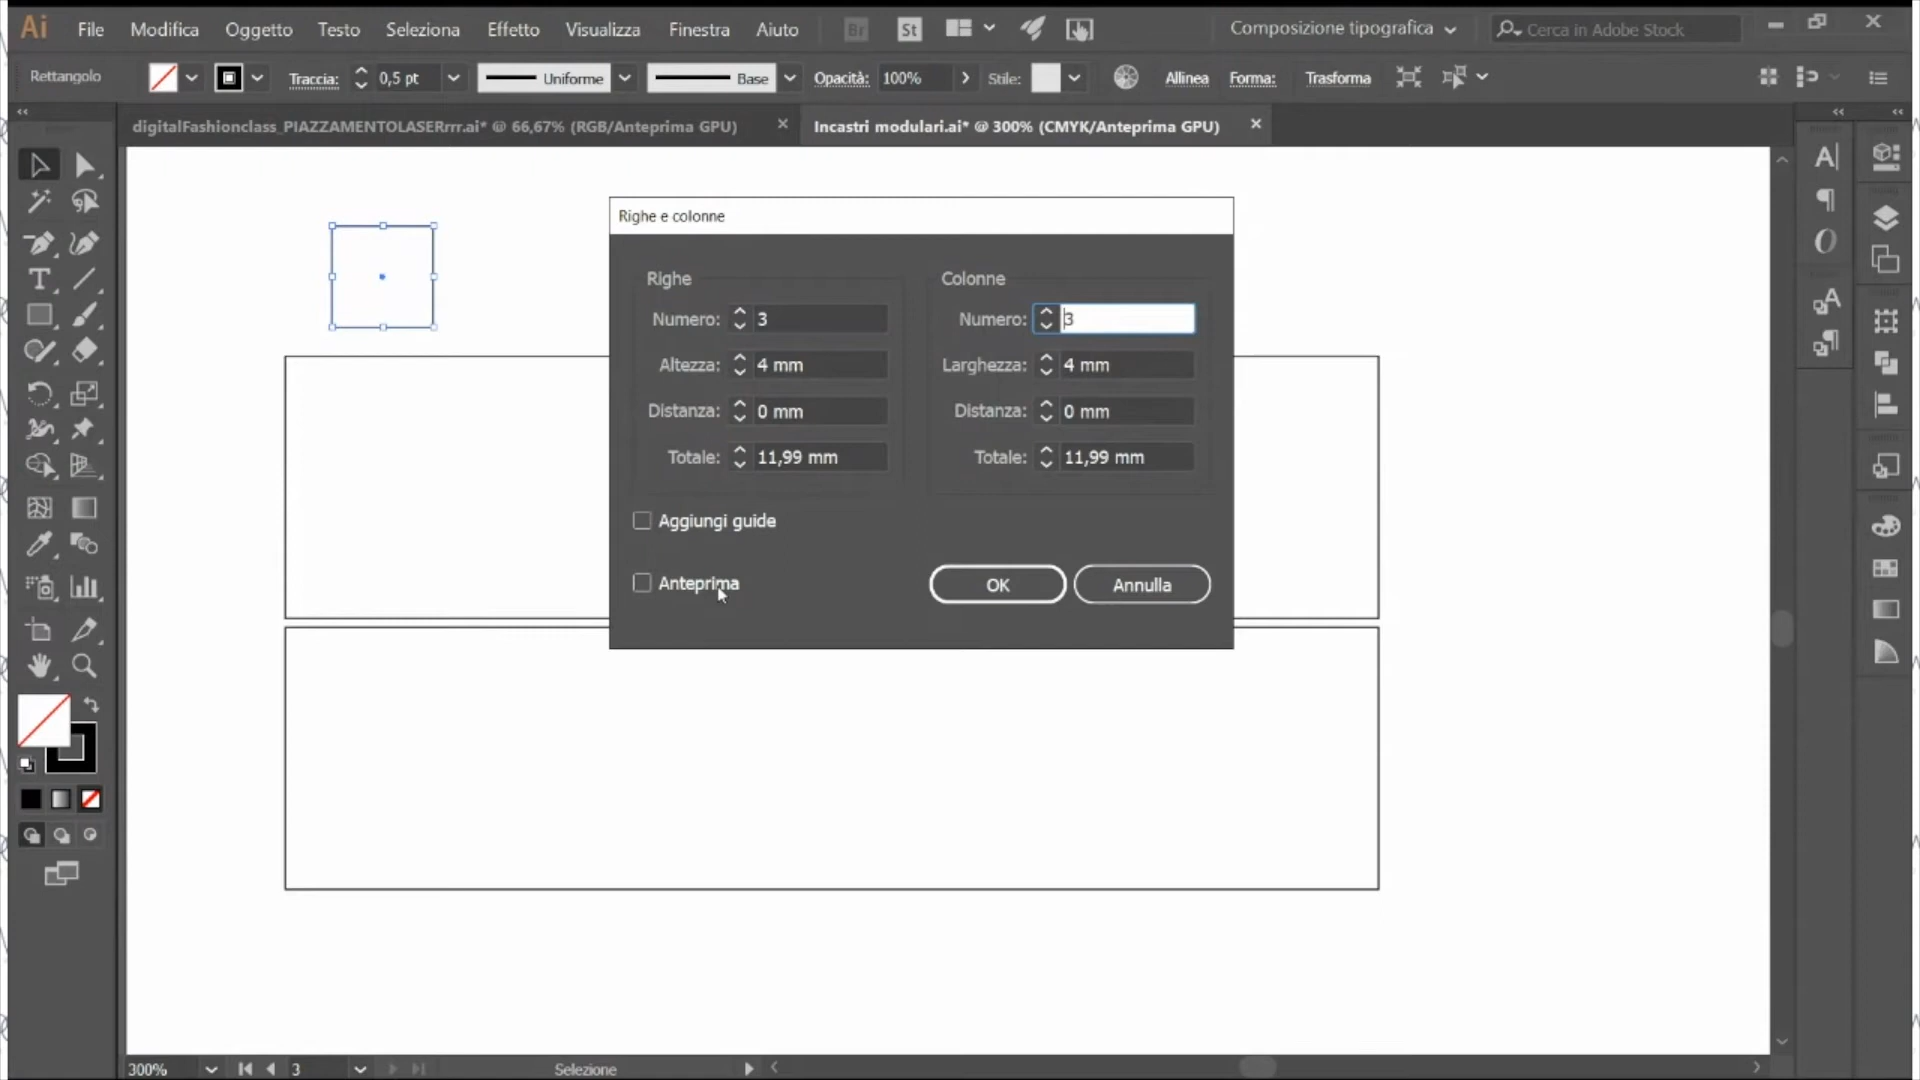 Ai File Modifica Oggetto Testo Seleziona Effetto Visualizza Finestra Aiuto Br St Composizione tipografica Cerca in Adobe Stock
Rettangolo Traccia: 0,5 pt Uniforme Base Opacità: 100% Stile: Allinea Forma: Trasforma
digitalFashionclass_PIAZZAMENTOLASERrrr.ai* @ 66,67% (RGB/Anteprima GPU) Incastri modulari.ai* @ 300% (CMYK/Anteprima GPU)
Righe e colonne
Righe Colonne
Numero: 3 Numero: 3
Altezza: 4 mm Larghezza: 4 mm
Distanza: 0 mm Distanza: 0 mm
Totale: 11,99 mm Totale: 11,99 mm
Aggiungi guide
Anteprima OK Annulla
300% 3 Selezione